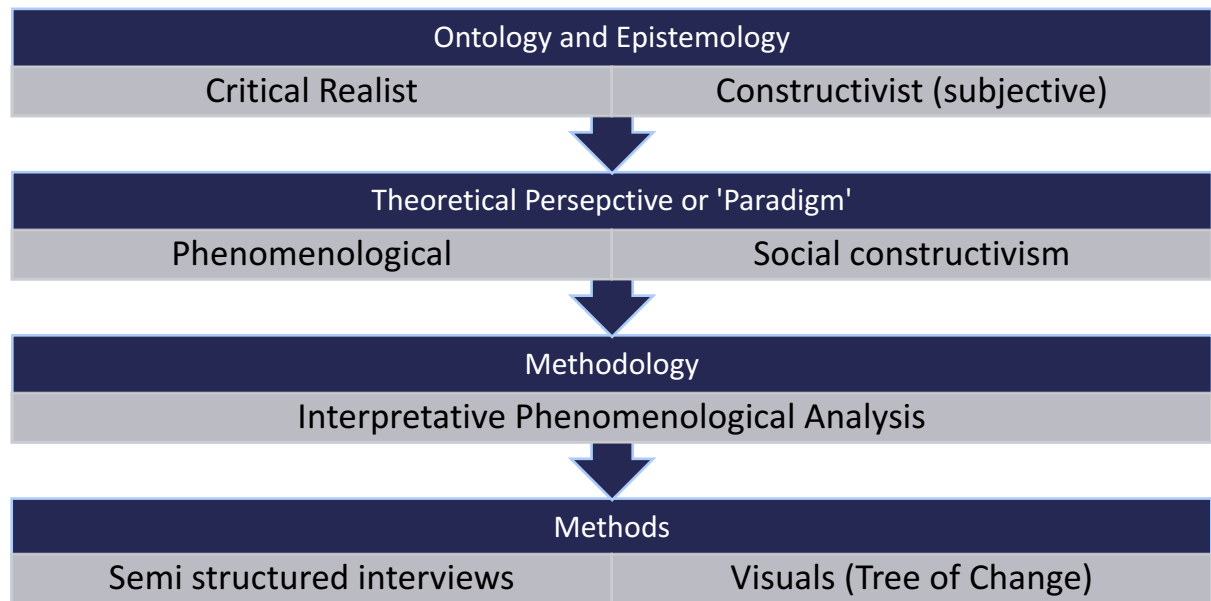 Ontology and Epistemology
Critical Realist
Constructivist (subjective)
Theoretical Persepctive or 'Paradigm'
Phenomenological
Social constructivism
Methodology
Interpretative Phenomenological Analysis
Methods
Semi structured interviews
Visuals (Tree of Change)